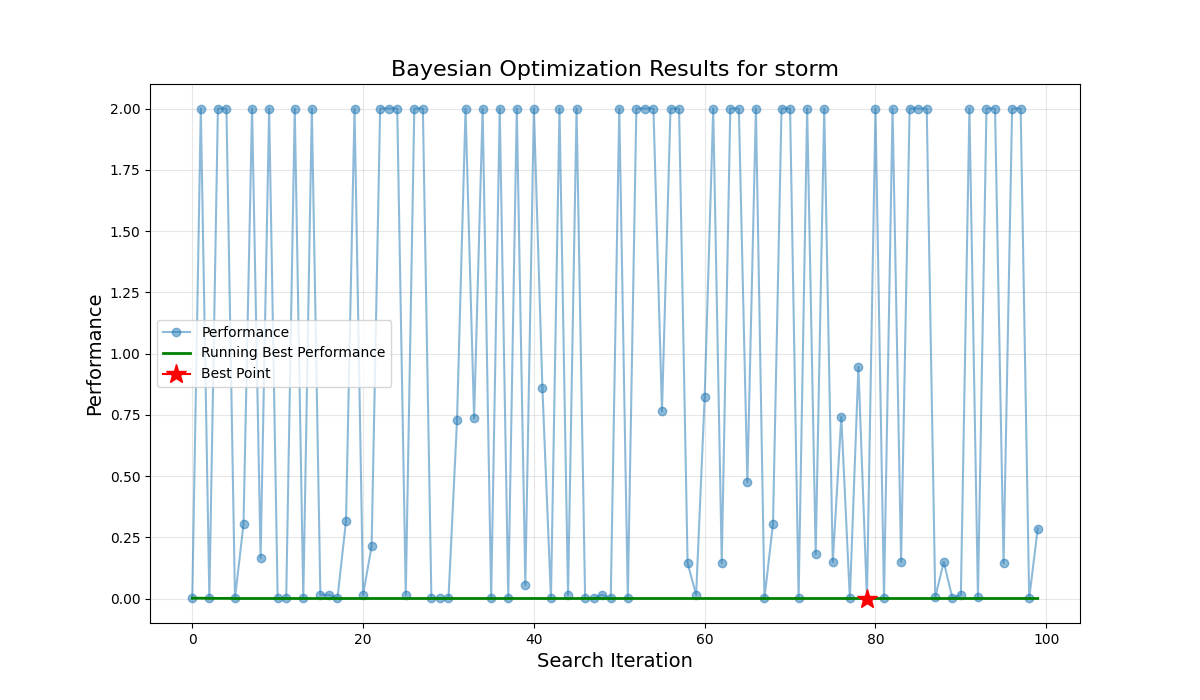 Bayesian Optimization Results for storm
Performance
2.00
1.75
1.50
1.25
1.00
0.75
0.50
0.25
0.00
Performance
Running Best Performance
Best Point
0 20 40 60 80 100
Search Iteration